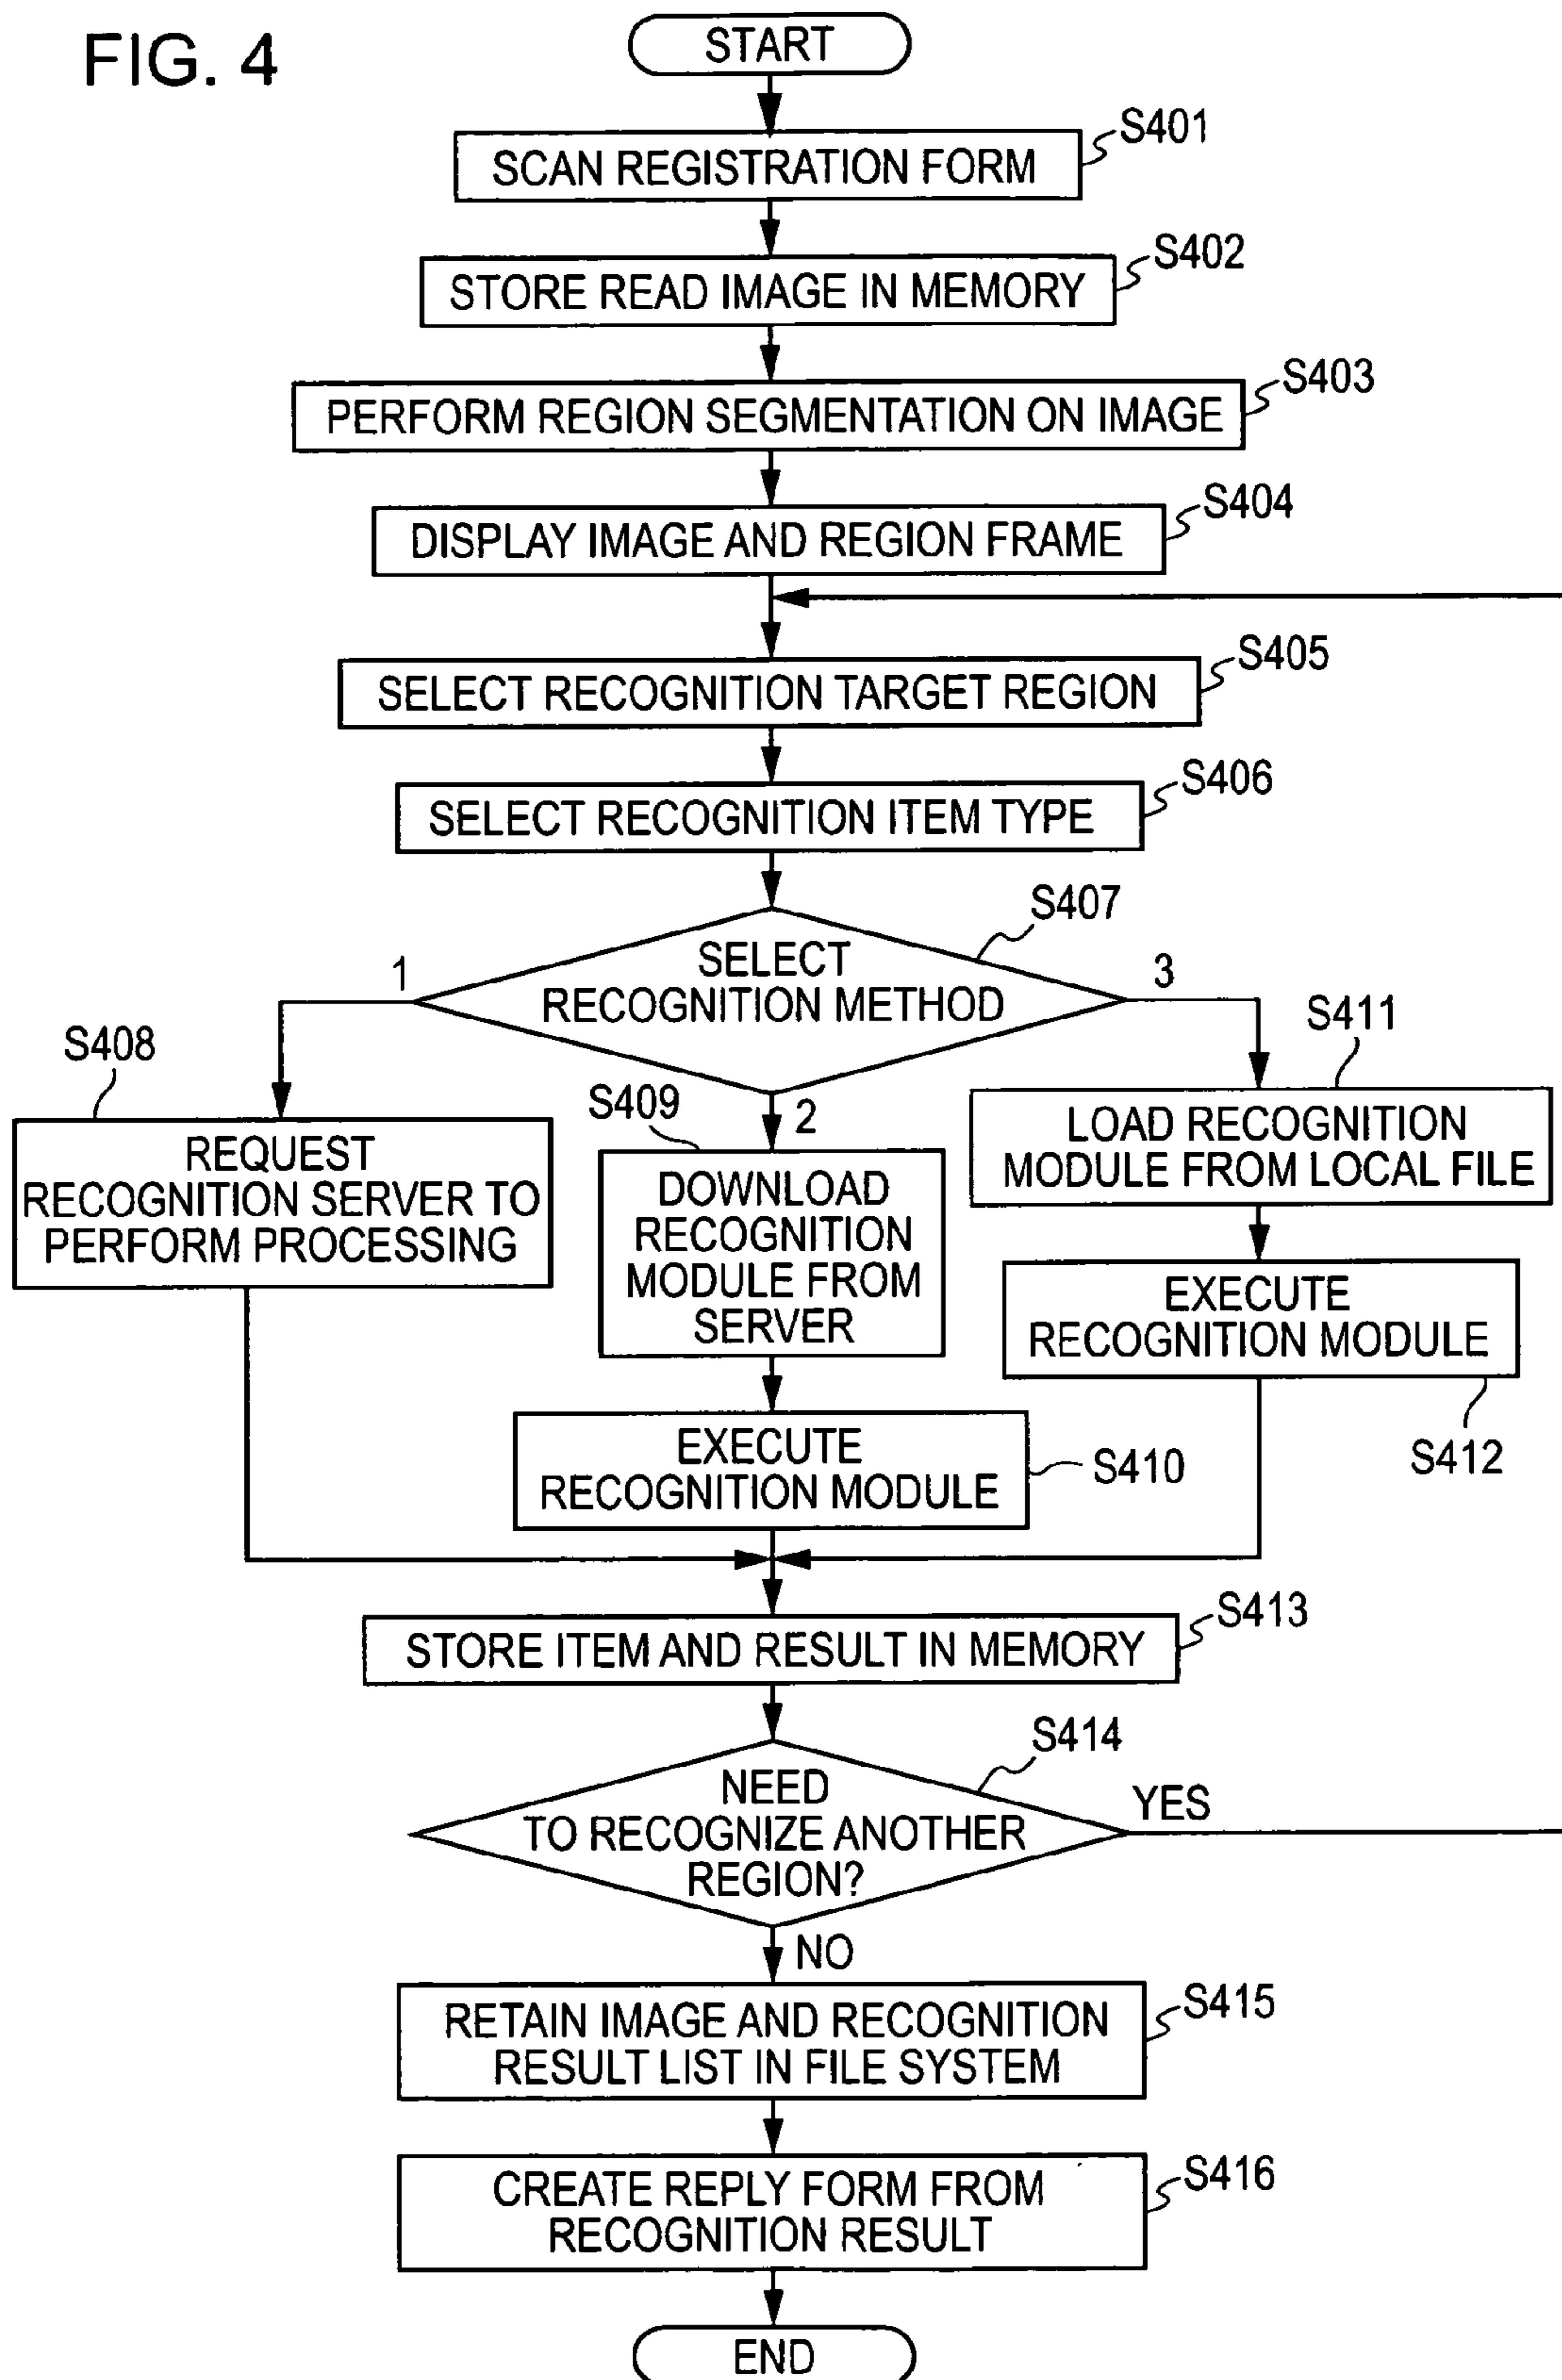 FIG. 4
START
S401
SCAN REGISTRATION FORM
S402
STORE READ IMAGE IN MEMORY
S403
PERFORM REGION SEGMENTATION ON IMAGE
S404
DISPLAY IMAGE AND REGION FRAME
S405
SELECT RECOGNITION TARGET REGION
S406
SELECT RECOGNITION ITEM TYPE
S407
SELECT
RECOGNITION METHOD
1
3
S408
REQUEST
RECOGNITION SERVER TO
PERFORM PROCESSING
2
S409
DOWNLOAD
RECOGNITION
MODULE FROM
SERVER
S411
LOAD RECOGNITION
MODULE FROM LOCAL FILE
EXECUTE
RECOGNITION MODULE
S412
EXECUTE
RECOGNITION MODULE
S410
S413
STORE ITEM AND RESULT IN MEMORY
S414
NEED
TO RECOGNIZE ANOTHER
REGION?
YES
NO
S415
RETAIN IMAGE AND RECOGNITION
RESULT LIST IN FILE SYSTEM
S416
CREATE REPLY FORM FROM
RECOGNITION RESULT
END